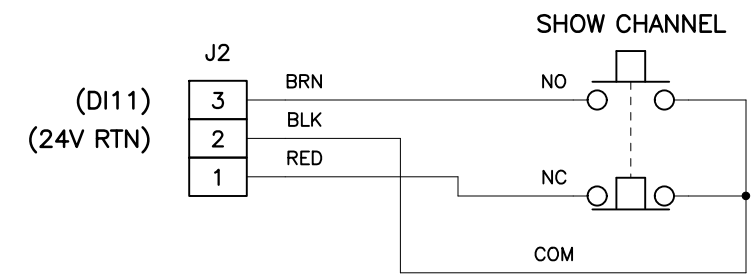 SHOW CHANNEL
J2
(DI11) 3 BRN NO
(24V RTN) 2 BLK
1 RED NC
COM